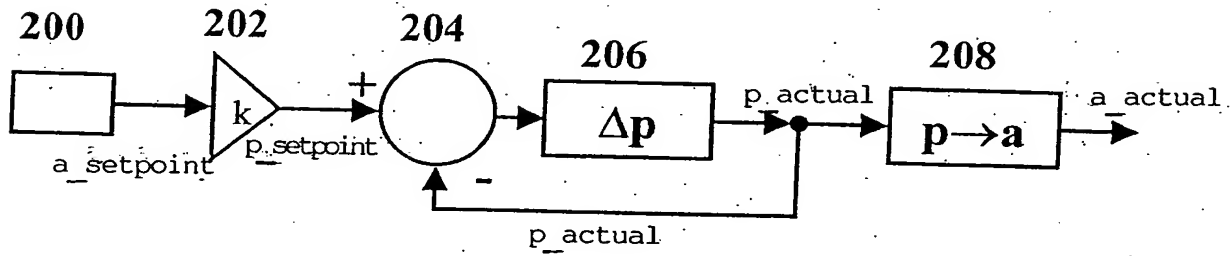 200
202
204
206
208
+
k
Δp
p_actual
p→a
a_actual
a_setpoint
p_setpoint
-
p_actual